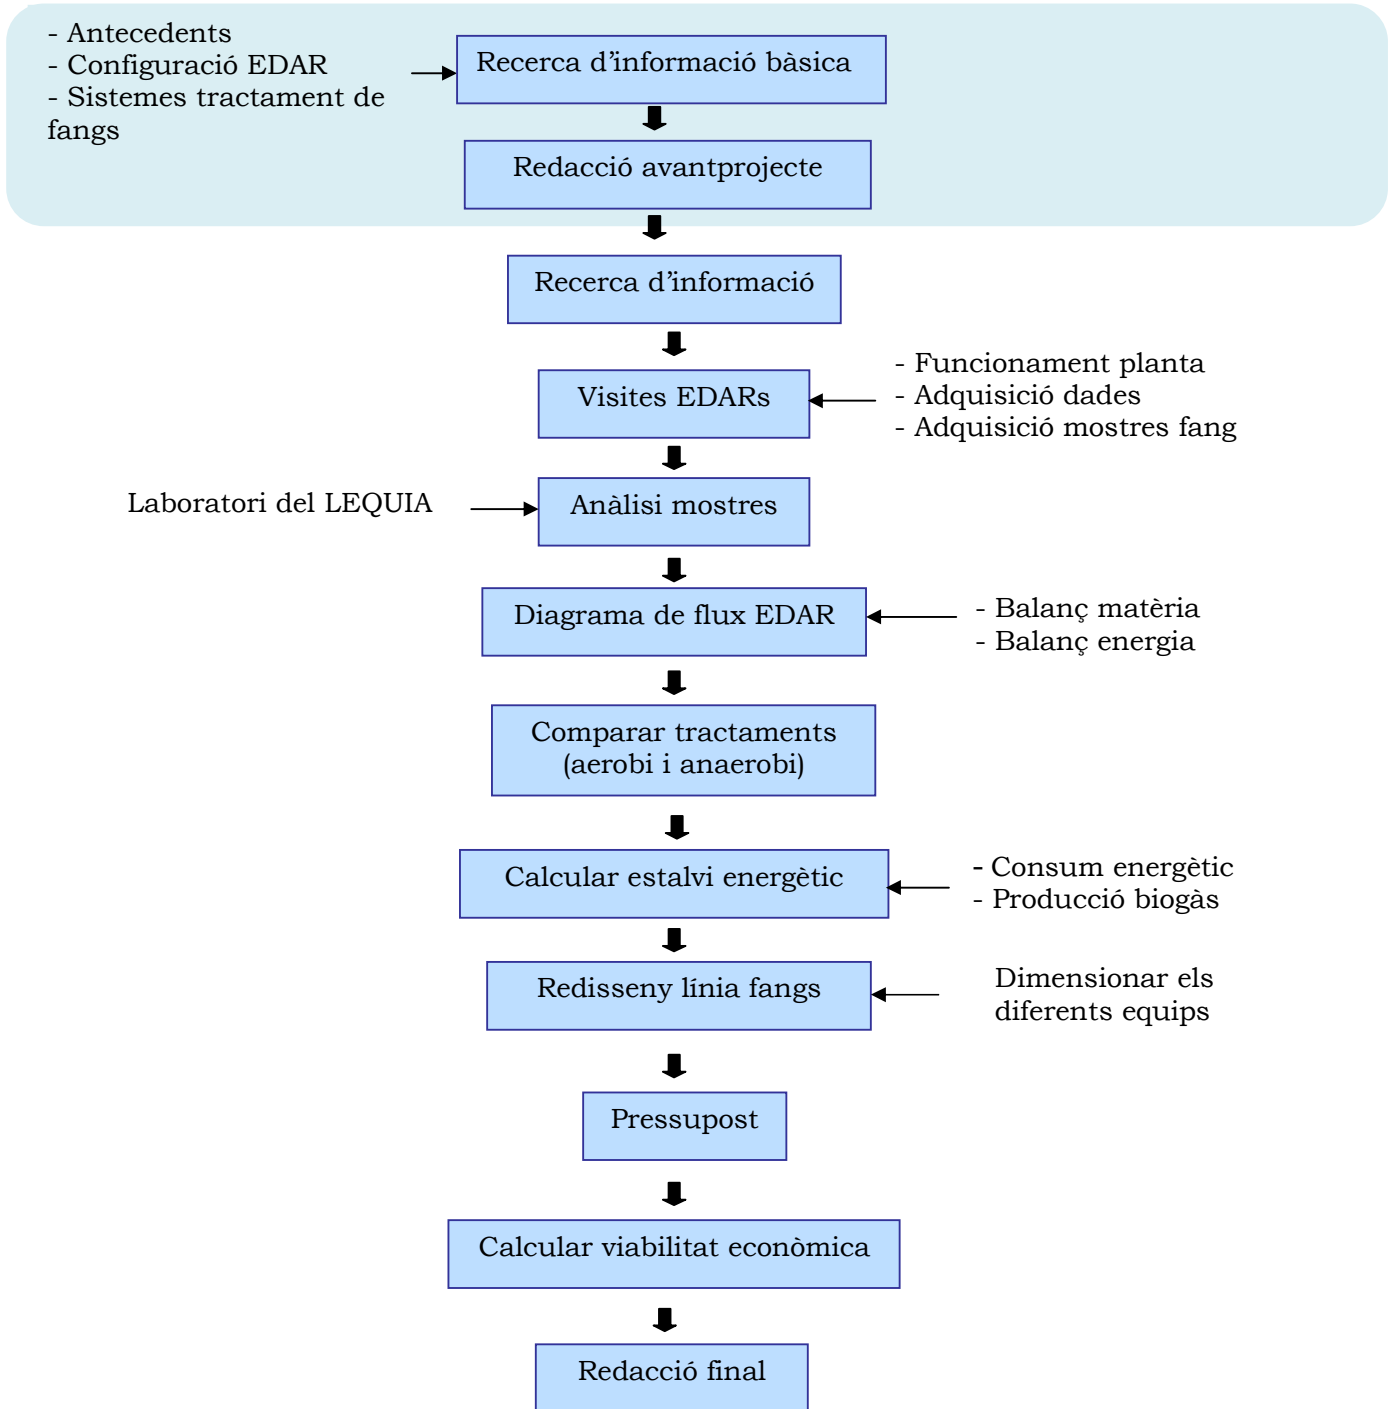 - Antecedents
- Configuració EDAR
- Sistemes tractament de
fangs
Recerca d’informació bàsica
Redacció avantprojecte
Recerca d’informació
Visites EDARs
- Funcionament planta
- Adquisició dades
- Adquisició mostres fang
Laboratori del LEQUIA
Anàlisi mostres
Diagrama de flux EDAR
- Balanç matèria
- Balanç energia
Comparar tractaments
(aerobi i anaerobi)
Calcular estalvi energètic
- Consum energètic
- Producció biogàs
Redisseny línia fangs
Dimensionar els
diferents equips
Pressupost
Calcular viabilitat econòmica
Redacció final